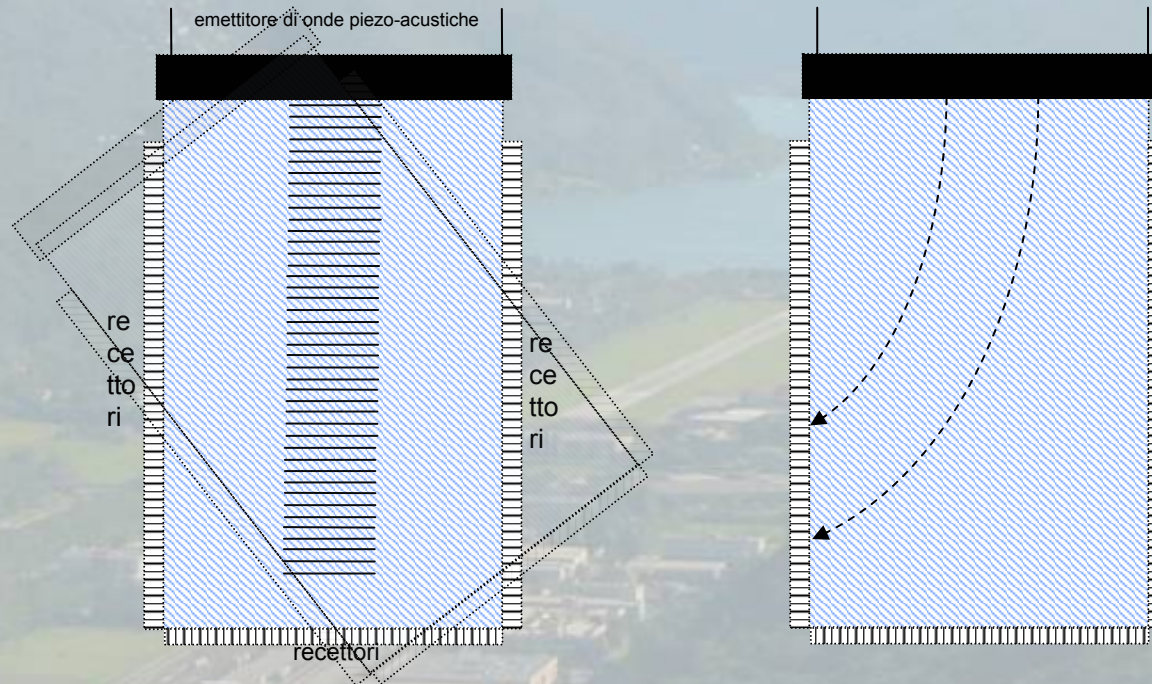 emettitore di onde piezo-acustiche
re
ce
tto
ri
re
ce
tto
ri
recettori